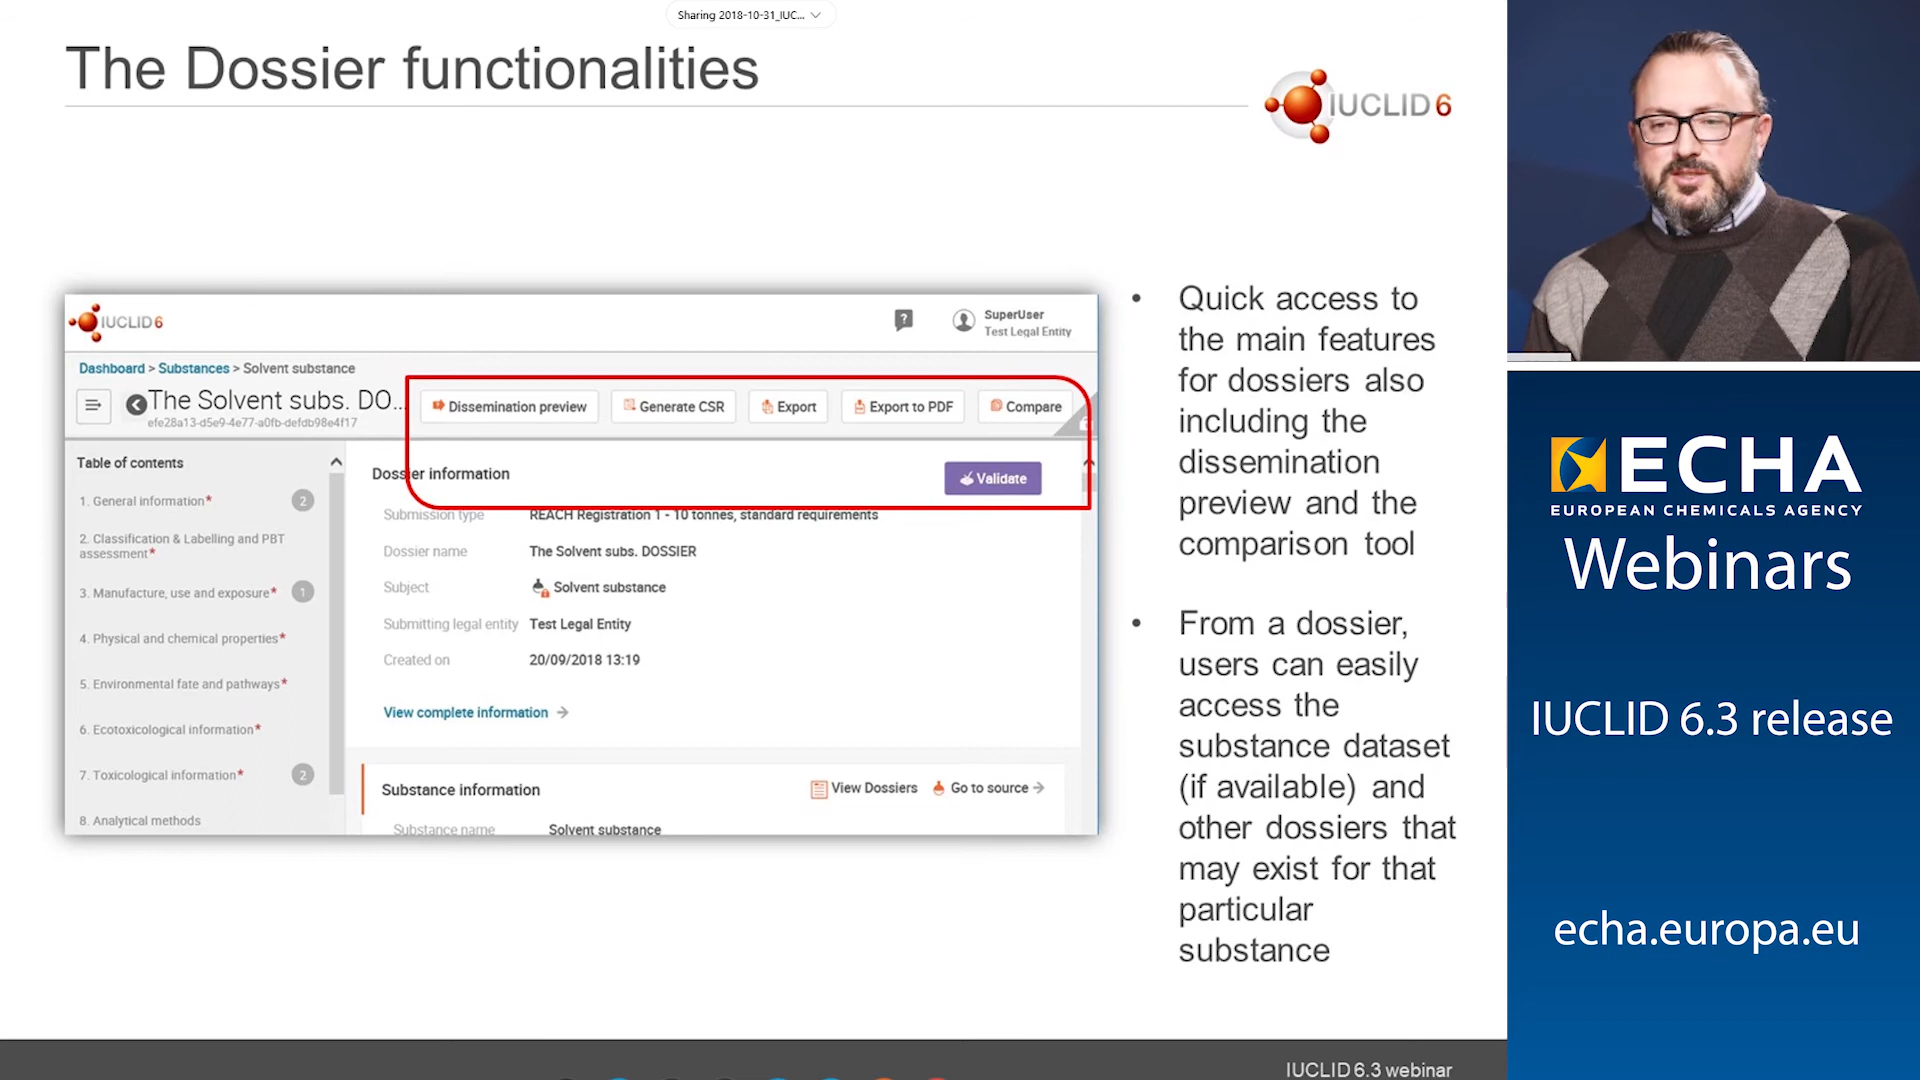 Sharing 2018-10-31_IUC...
The Dossier functionalities
IUCLID 6
IUCLID 6
SuperUser
Test Legal Entity
Dashboard > Substances > Solvent substance
The Solvent subs. DO...
efe28a13-d5e9-4e77-a0fb-defdb98e4f17
Dissemination preview
Generate CSR
Export
Export to PDF
Compare
Table of contents
1. General information* 2
2. Classification & Labelling and PBT
assessment*
3. Manufacture, use and exposure* 1
4. Physical and chemical properties*
5. Environmental fate and pathways*
6. Ecotoxicological information*
7. Toxicological information* 2
8. Analytical methods
Dossier information
Validate
Submission type REACH Registration 1 - 10 tonnes, standard requirements
Dossier name The Solvent subs. DOSSIER
Subject Solvent substance
Submitting legal entity Test Legal Entity
Created on 20/09/2018 13:19
View complete information
Substance information View Dossiers Go to source
Substance name Solvent substance
• Quick access to
the main features
for dossiers also
including the
dissemination
preview and the
comparison tool
• From a dossier,
users can easily
access the
substance dataset
(if available) and
other dossiers that
may exist for that
particular
substance
IUCLID 6.3 webinar
ECHA
EUROPEAN CHEMICALS AGENCY
Webinars
IUCLID 6.3 release
echa.europa.eu